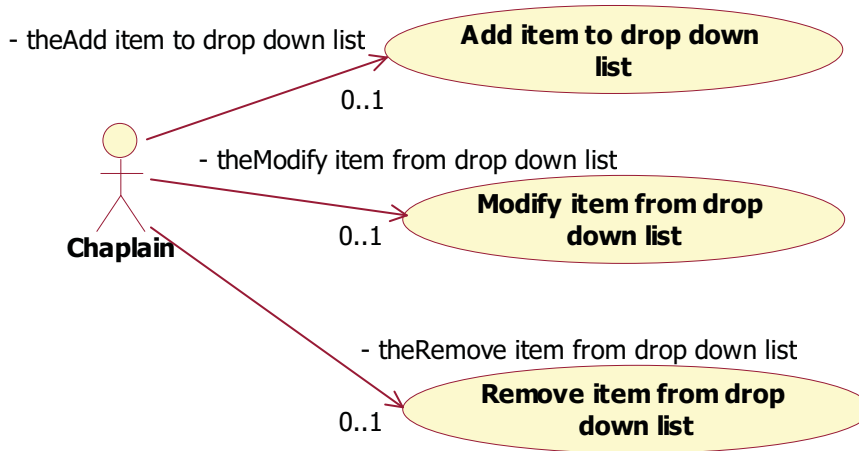 - theAdd item to drop down list
Add item to drop down
list
0..1
- theModify item from drop down list
Modify item from drop
down list
0..1
Chaplain
- theRemove item from drop down list
Remove item from drop
down list
0..1